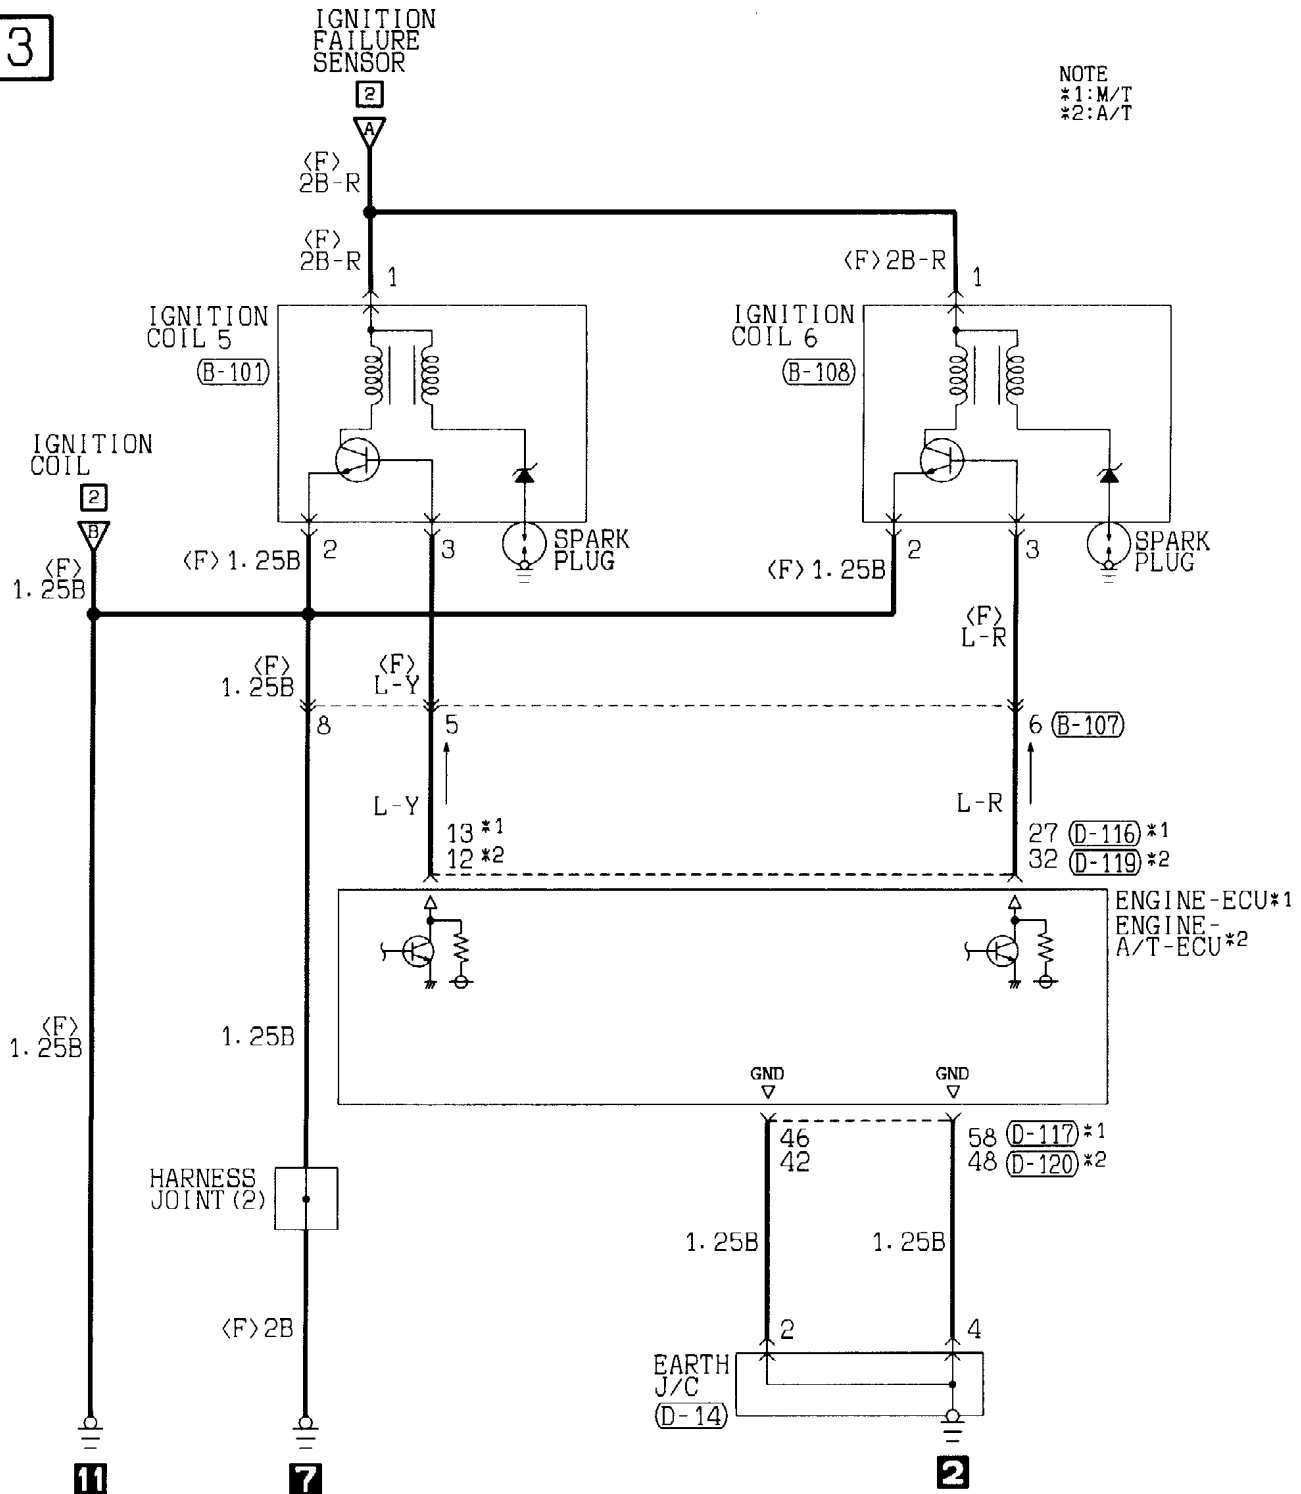 3
IGNITION
FAILURE
SENSOR
2
A
NOTE
*1:M/T
*2:A/T
<F>
2B-R
<F>
2B-R
1
<F>2B-R
1
IGNITION
COIL 5
B-101
IGNITION
COIL 6
B-108
IGNITION
COIL
2
B
<F>
1.25B
<F>1.25B
2
3
SPARK
PLUG
<F>1.25B
2
3
SPARK
PLUG
<F>
L-R
<F>
1.25B
<F>
L-Y
8
5
6 B-107
L-Y
L-R
13 *1
12 *2
27 D-116 *1
32 D-119 *2
ENGINE-ECU*1
ENGINE-
A/T-ECU*2
<F>
1.25B
1.25B
GND
GND
46
42
58 D-117 *1
48 D-120 *2
HARNESS
JOINT(2)
1.25B
1.25B
<F>2B
2
4
EARTH
J/C
D-14
11
7
2